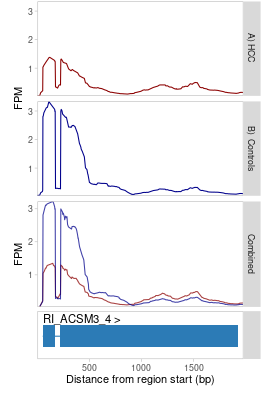 3
2
1
A) HCC
FPM
3
2
1
B) Controls
3
2
1
FPM
Combined
RI_ACSM3_4 >
500 1000 1500
Distance from region start (bp)